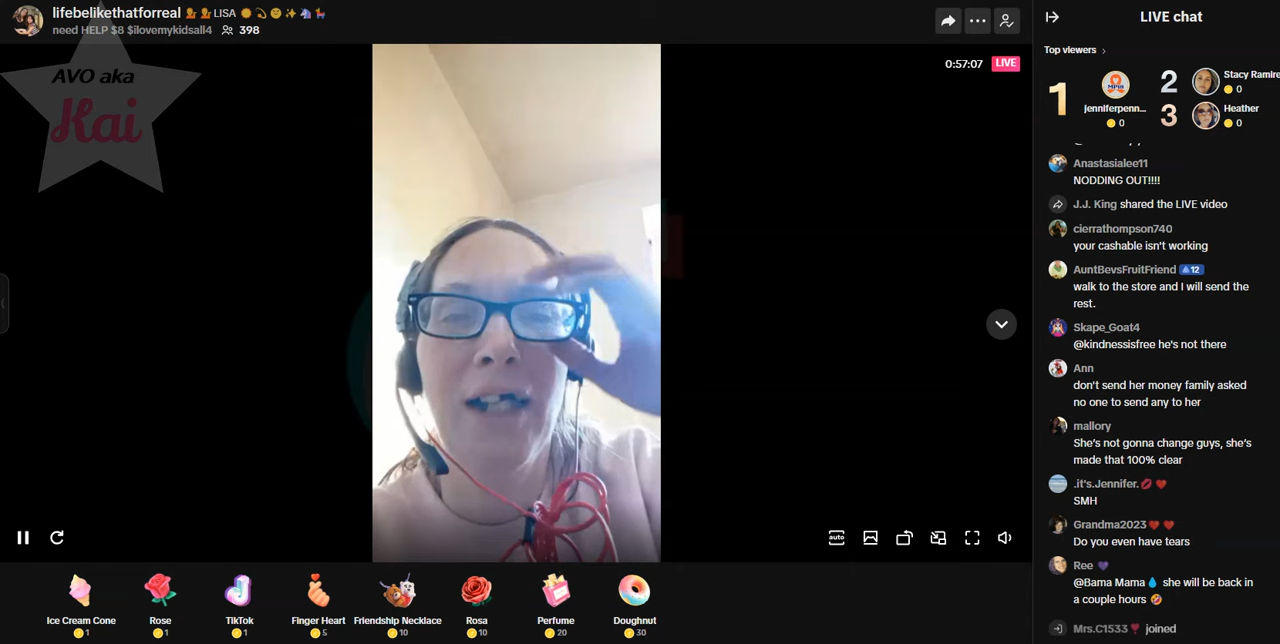 lifebelikethatforreal LISA
need HELP $8 $ilovemykidsall4 398
AVO aka
Kai
0:57:07 LIVE
auto
Ice Cream Cone
1
Rose
1
TikTok
1
Finger Heart
5
Friendship Necklace
10
Rosa
10
Perfume
20
Doughnut
30
LIVE chat
Top viewers
1
jenniferpenn...
0
2
Stacy Ramire
0
3
Heather
0
Anastasialee11
NODDING OUT!!!!
J.J. King shared the LIVE video
cierrathompson740
your cashable isn't working
AuntBevsFruitFriend 12
walk to the store and I will send the
rest.
Skape_Goat4
@kindnessisfree he's not there
Ann
don't send her money family asked
no one to send any to her
mallory
She's not gonna change guys, she's
made that 100% clear
.it's.Jennifer.
SMH
Grandma2023
Do you even have tears
Ree
@Bama Mama she will be back in
a couple hours
Mrs.C1533 joined